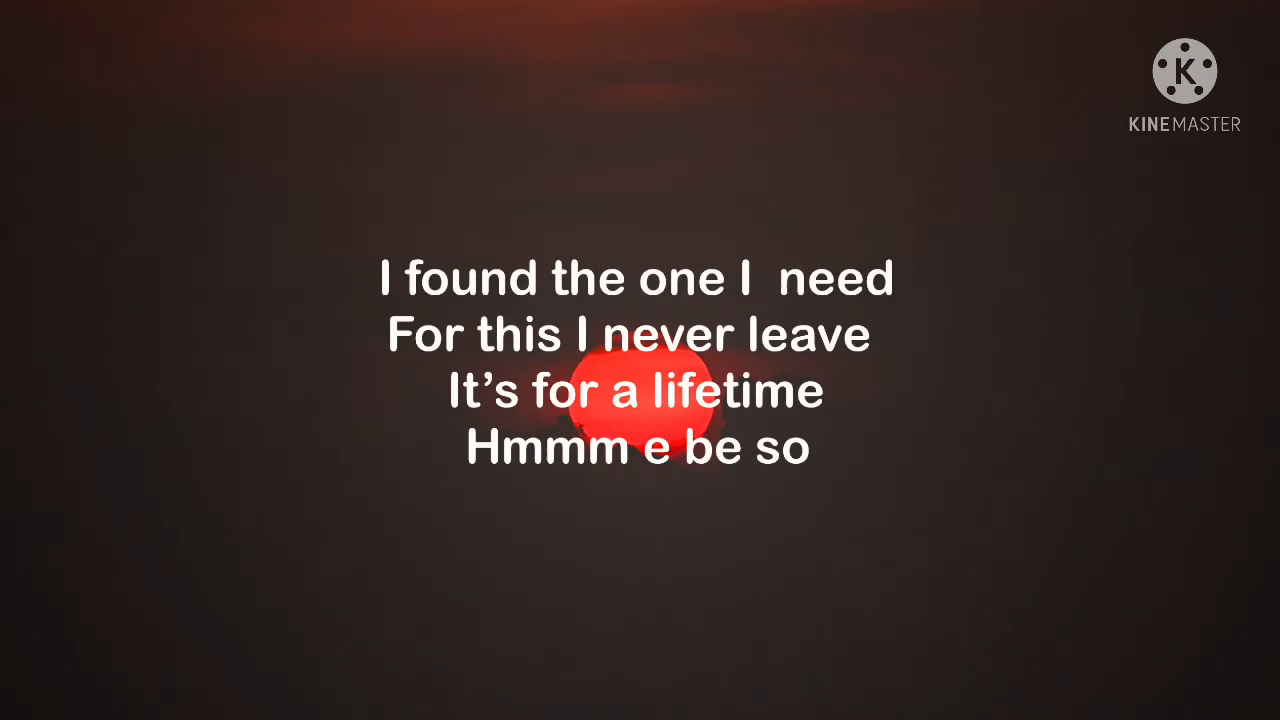 K
KINEMASTER
I found the one I  need
For this I never leave
It’s for a lifetime
Hmmm e be so